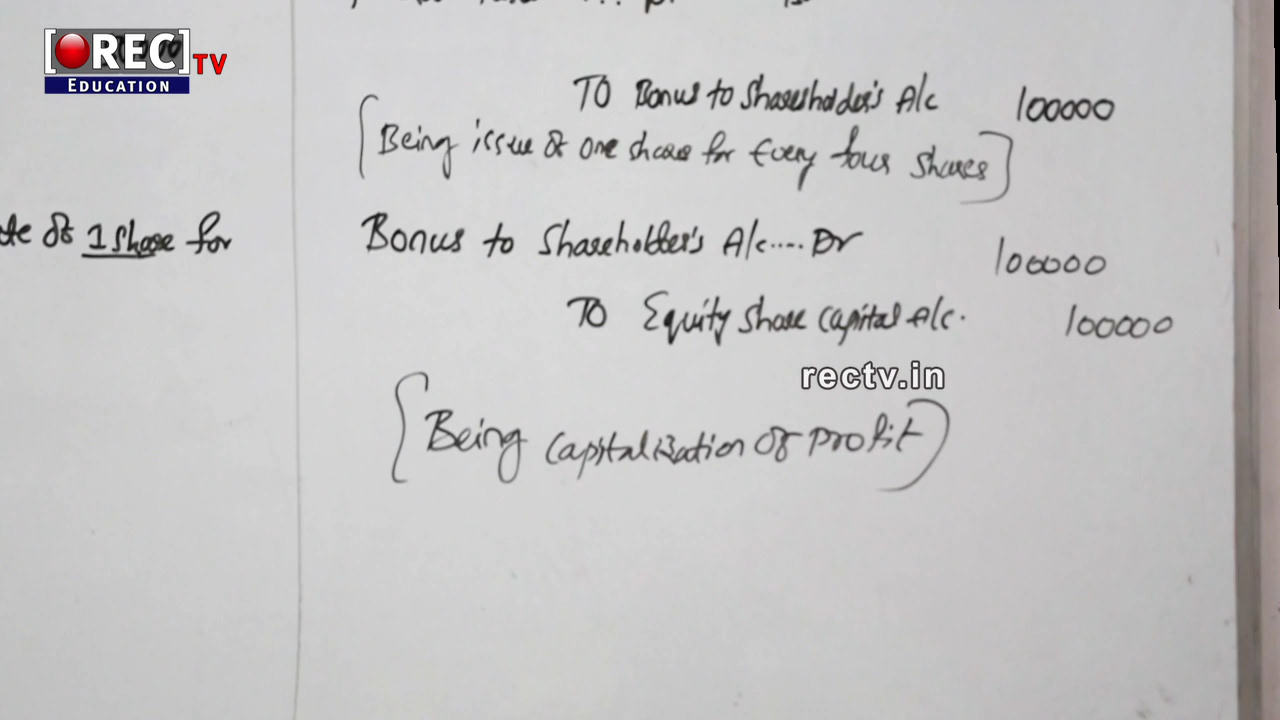 [REC] TV
EDUCATION
TO Bonus to Shareholder's A/c 100000
{Being issue of one share for Every four shares}
te of 1 share for
Bonus to Shareholder's A/c..... Dr 100000
TO Equity Share capital A/c. 100000
rectv.in
{Being capitalization of profit}